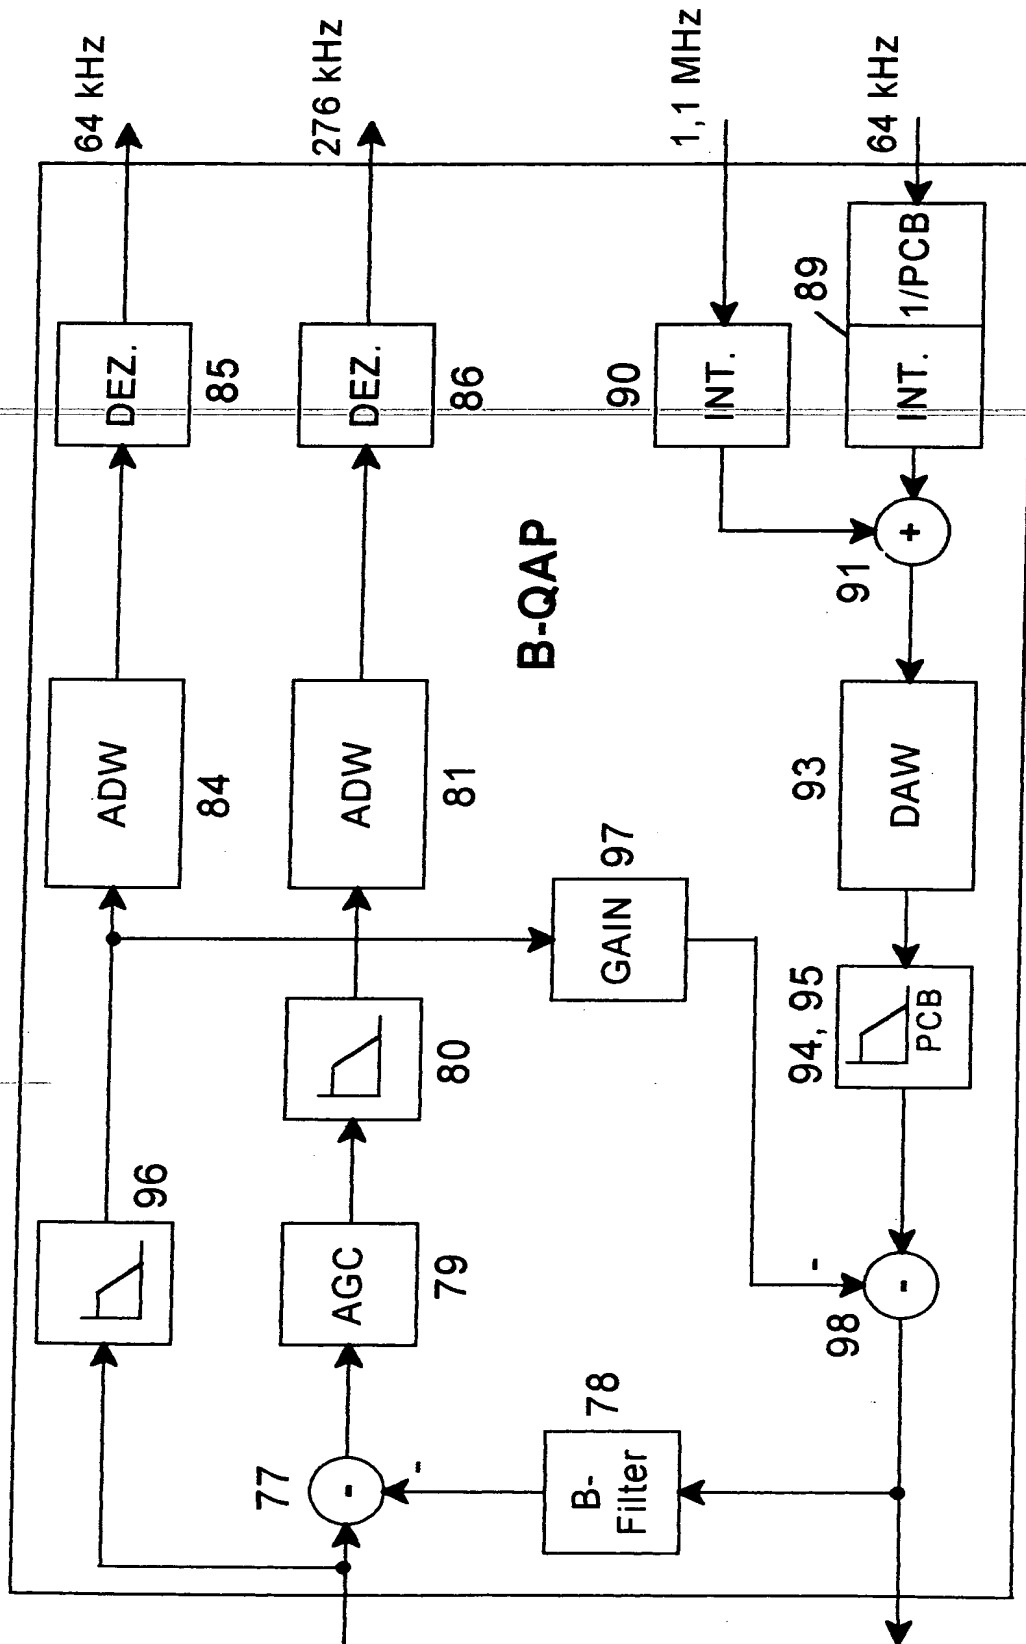 64 kHz
DEZ.
85
ADW
84
96
276 kHz
DEZ.
86
ADW
81
80
AGC
79
77
-
-
B-QAP
97
GAIN
B-
Filter
78
1,1 MHz
INT.
90
64 kHz
1/PCB
INT.
89
+
91
DAW
93
PCB
94, 95
-
-
98